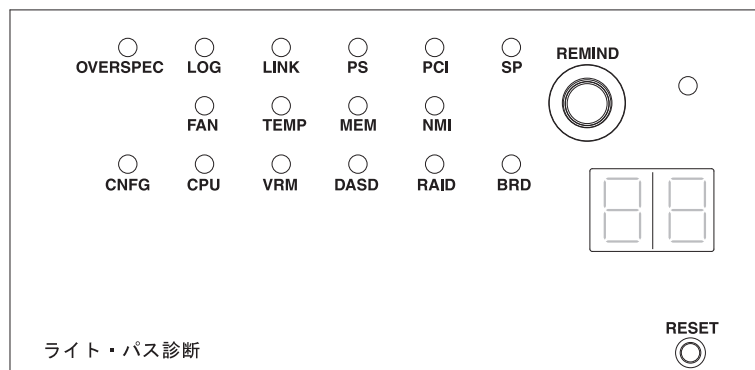 OVERSPEC LOG LINK PS PCI SP REMIND
FAN TEMP MEM NMI
CNFG CPU VRM DASD RAID BRD
RESET
ライト・パス診断